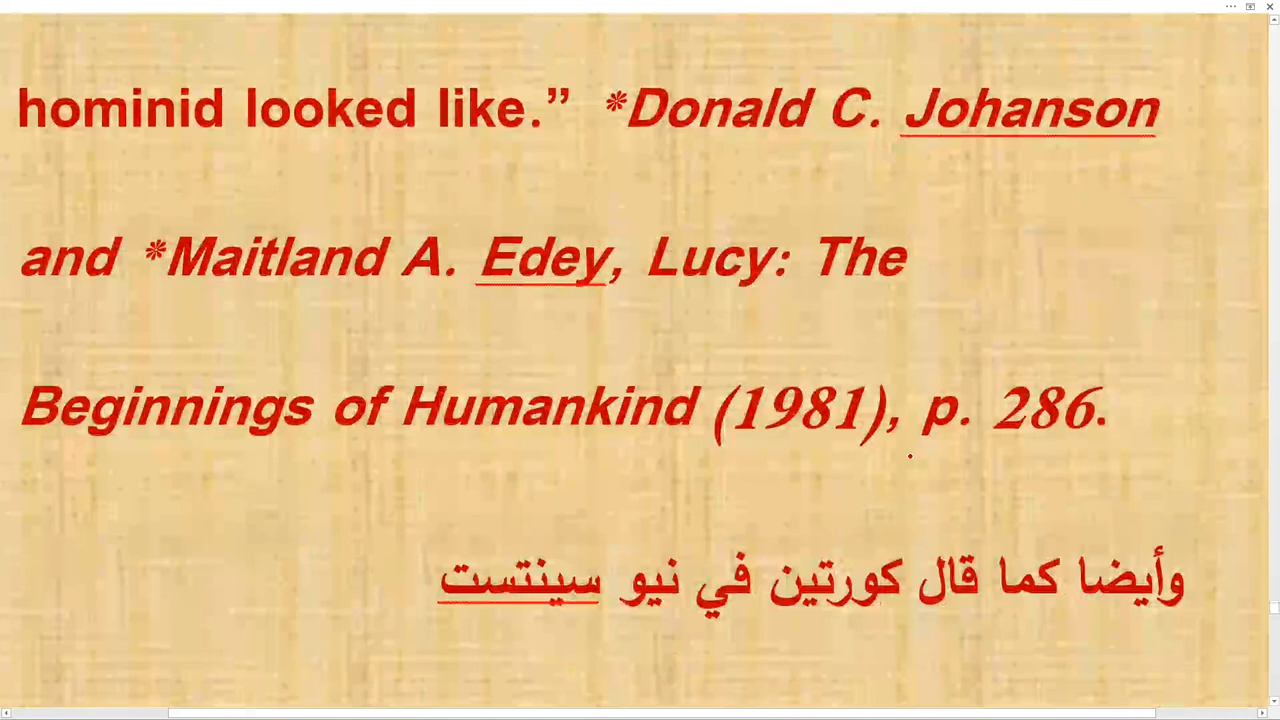 hominid looked like.” *Donald C. Johanson
and *Maitland A. Edey, Lucy: The
Beginnings of Humankind (1981), p. 286.
وأيضا كما قال كورتين في نيو سينتست